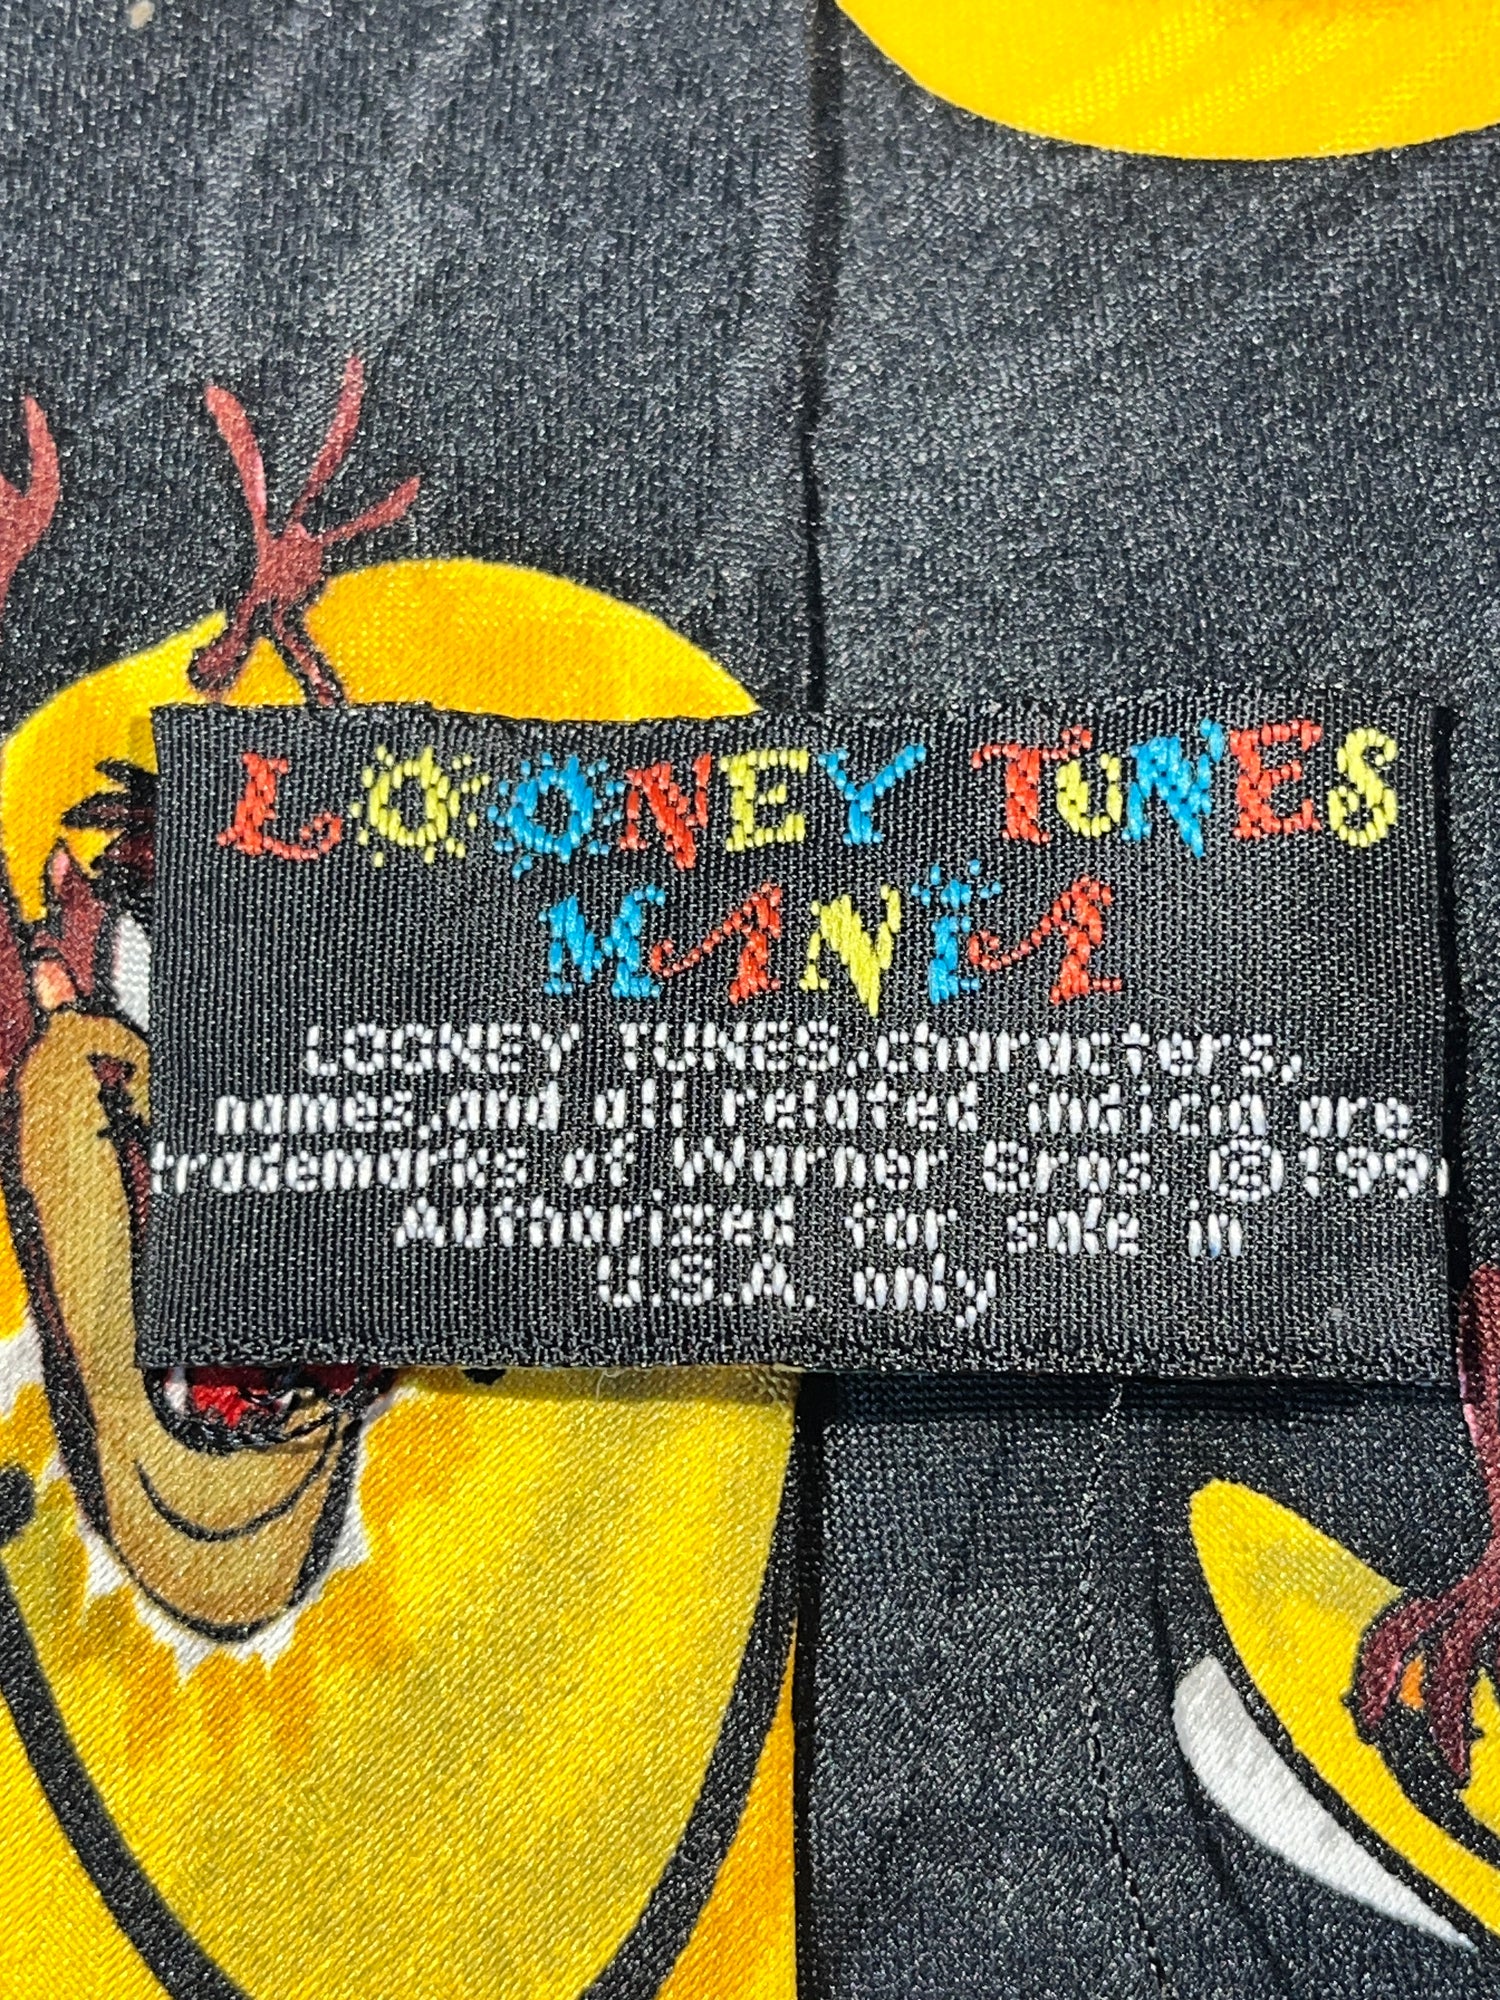 LOONEY TUNES
MANIA
LOONEY TUNES,characters,
names,and all related indicia are
trademarks of Warner Bros. ©199
Authorized for sale in
U.S.A. only